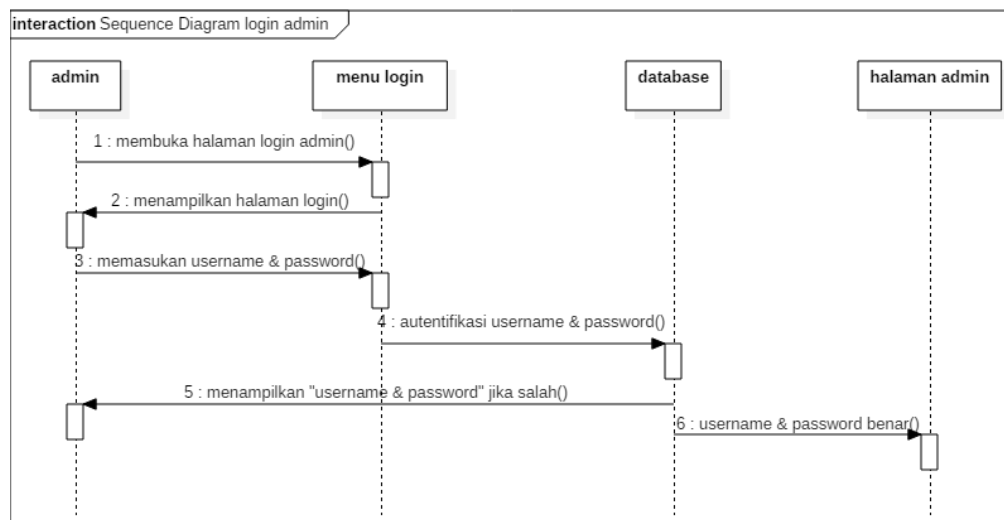 interaction Sequence Diagram login admin
admin
menu login
database
halaman admin
1 : membuka halaman login admin()
2 : menampilkan halaman login()
3 : memasukan username & password()
4 : autentifikasi username & password()
5 : menampilkan "username & password" jika salah()
6 : username & password benar()